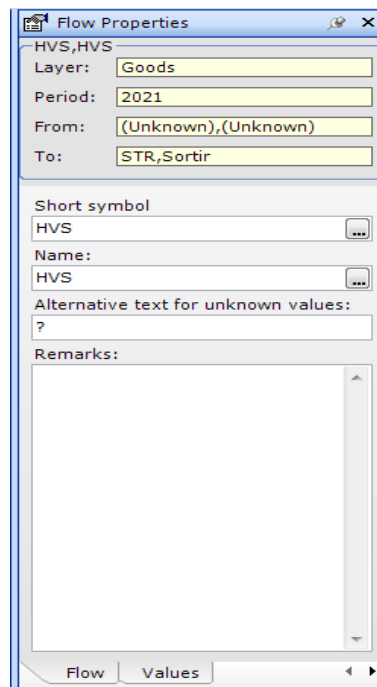 Flow Properties
HVS,HVS
Layer: Goods
Period: 2021
From: (Unknown),(Unknown)
To: STR,Sortir
Short symbol
HVS
...
Name:
HVS
...
Alternative text for unknown values:
?
Remarks:
Flow Values